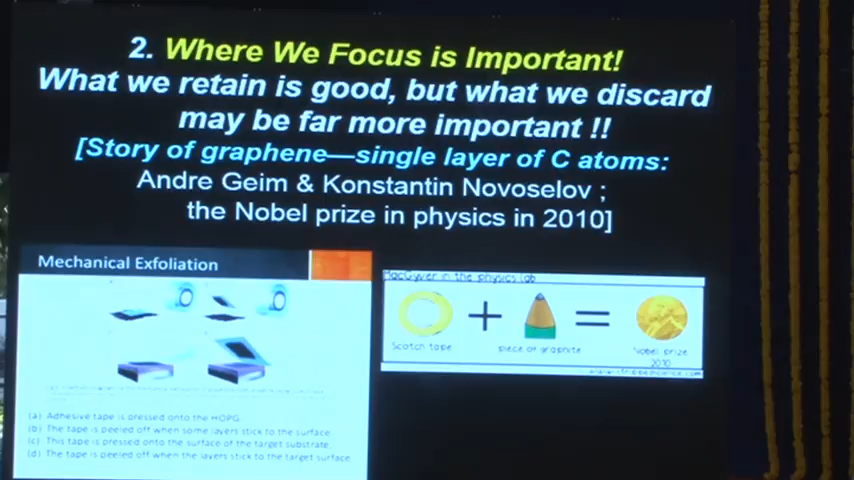 2. Where We Focus is Important!
What we retain is good, but what we discard
may be far more important !!
[Story of graphene—single layer of C atoms:
Andre Geim & Konstantin Novoselov ;
the Nobel prize in physics in 2010]
Mechanical Exfoliation
(a) Adhesive tape is pressed onto the HOPG.
(b) The tape is peeled off when some layers stick to the surface.
(c) This tape is pressed onto the surface of the target substrate.
(d) The tape is peeled off when the layers stick to the target surface
MacGyver in the physics lab
+
=
Scotch tape
piece of graphite
Nobel prize
2010